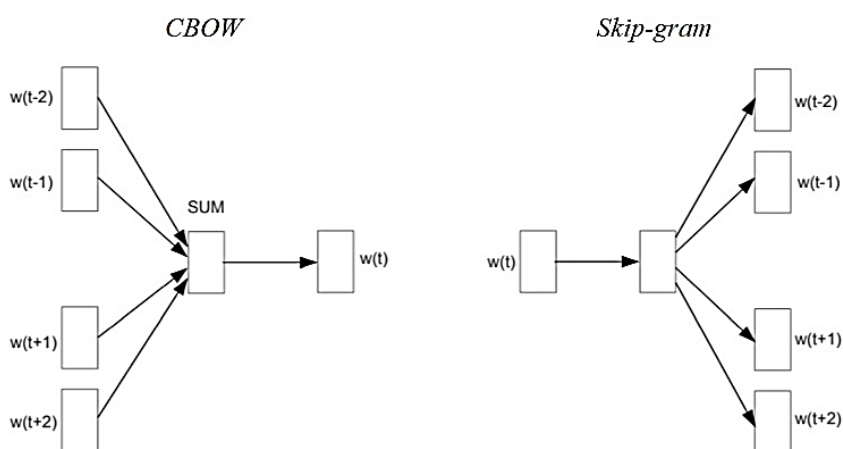 CBOW
w(t-2)
w(t-1)
SUM
w(t)
w(t+1)
w(t+2)
Skip-gram
w(t-2)
w(t-1)
w(t)
w(t+1)
w(t+2)